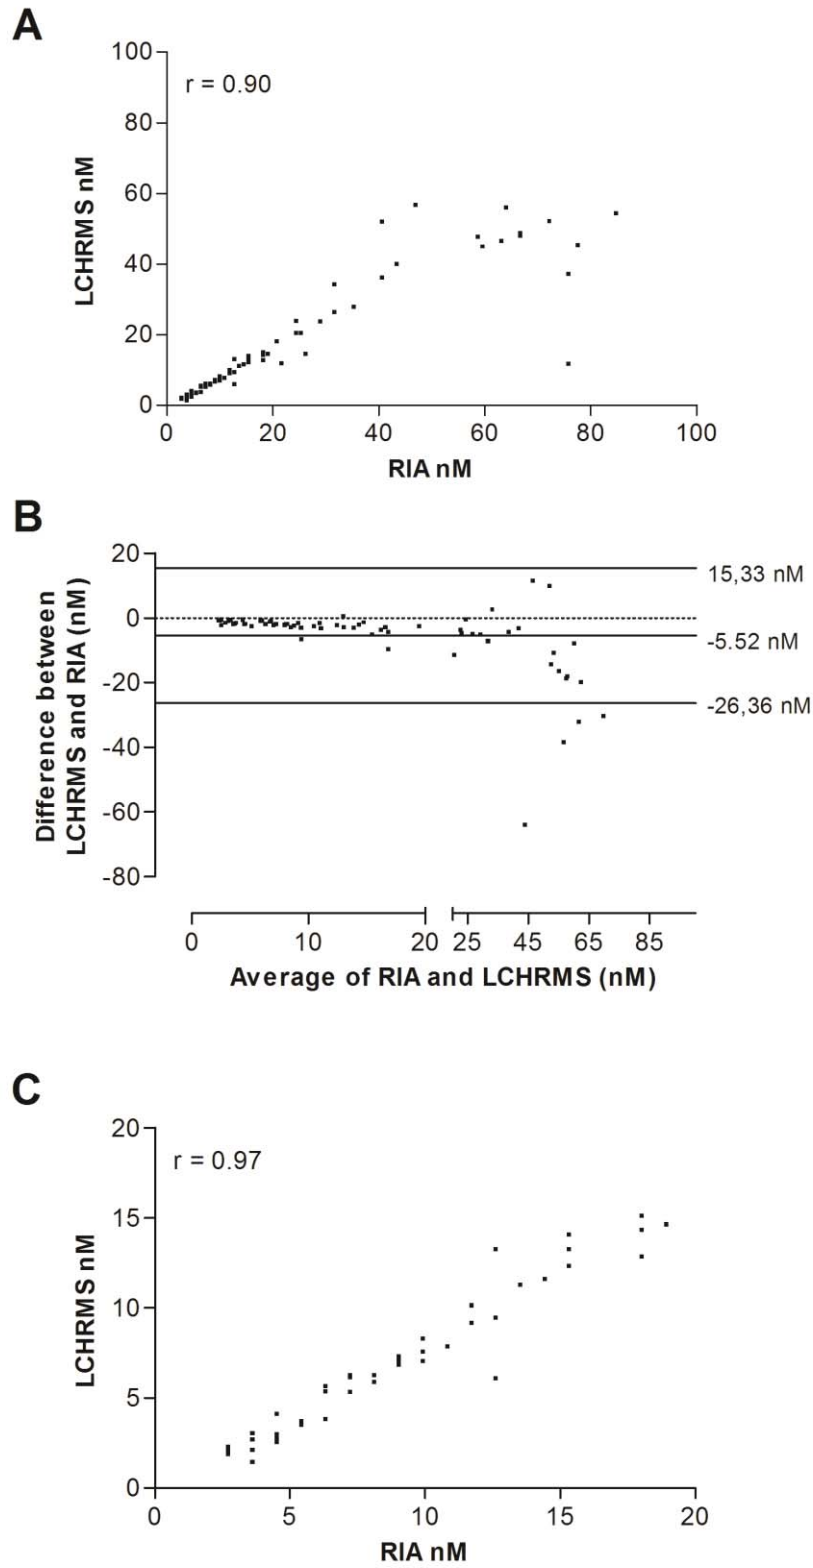 A
100
r = 0.90
80
60
40
20
0
LCHRMS nM
0 20 40 60 80 100
RIA nM
B
20
15,33 nM
0
-5.52 nM
-20
-26,36 nM
-40
-60
-80
Difference between
LCHRMS and RIA (nM)
0 10 20 25 45 65 85
Average of RIA and LCHRMS (nM)
C
20
r = 0.97
15
10
5
0
LCHRMS nM
0 5 10 15 20
RIA nM